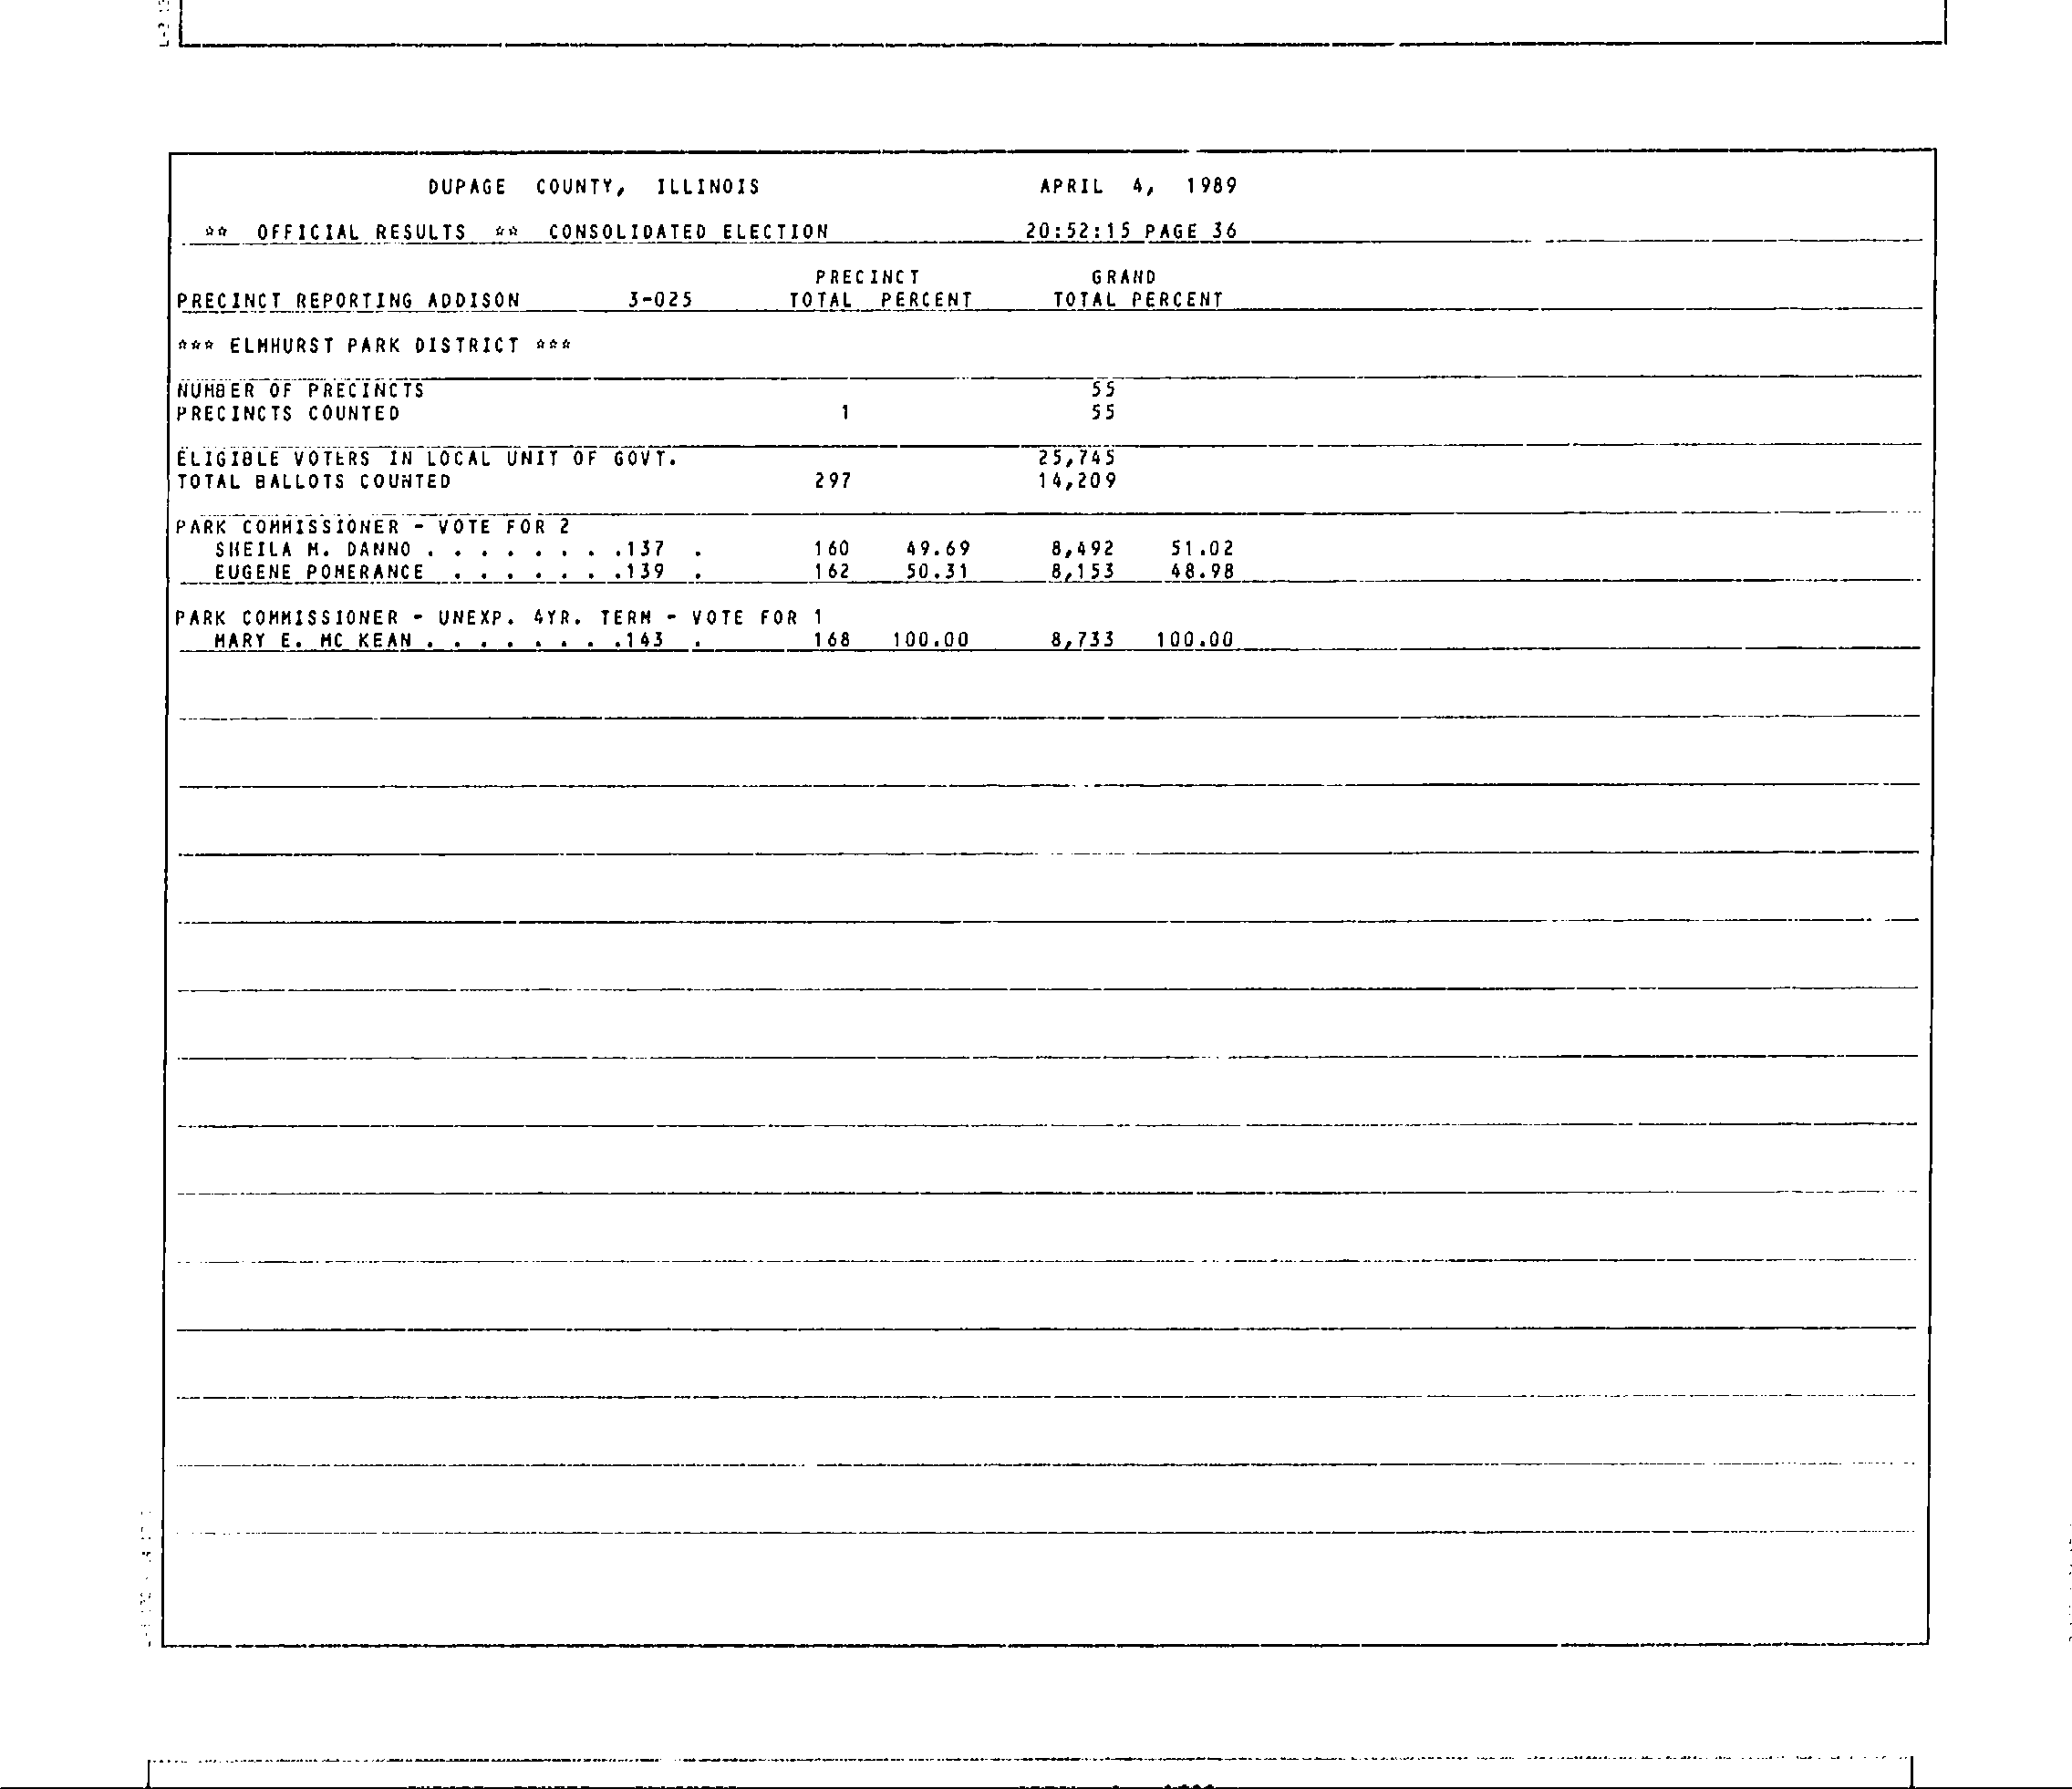 DUPAGE COUNTY, ILLINOIS APRIL 4, 1989
** OFFICIAL RESULTS ** CONSOLIDATED ELECTION 20:52:15 PAGE 36
PRECINCT GRAND
PRECINCT REPORTING ADDISON 3-025 TOTAL PERCENT TOTAL PERCENT
*** ELMHURST PARK DISTRICT ***
NUMBER OF PRECINCTS 55
PRECINCTS COUNTED 1 55
ELIGIBLE VOTERS IN LOCAL UNIT OF GOVT. 25,745
TOTAL BALLOTS COUNTED 297 14,209
PARK COMMISSIONER - VOTE FOR 2
SHEILA M. DANNO . . . . . . . .137 . 160 49.69 8,492 51.02
EUGENE POMERANCE . . . . . . .139 . 162 50.31 8,153 48.98
PARK COMMISSIONER - UNEXP. 4YR. TERM - VOTE FOR 1
MARY E. MC KEAN . . . . . . . .143 . 168 100.00 8,733 100.00